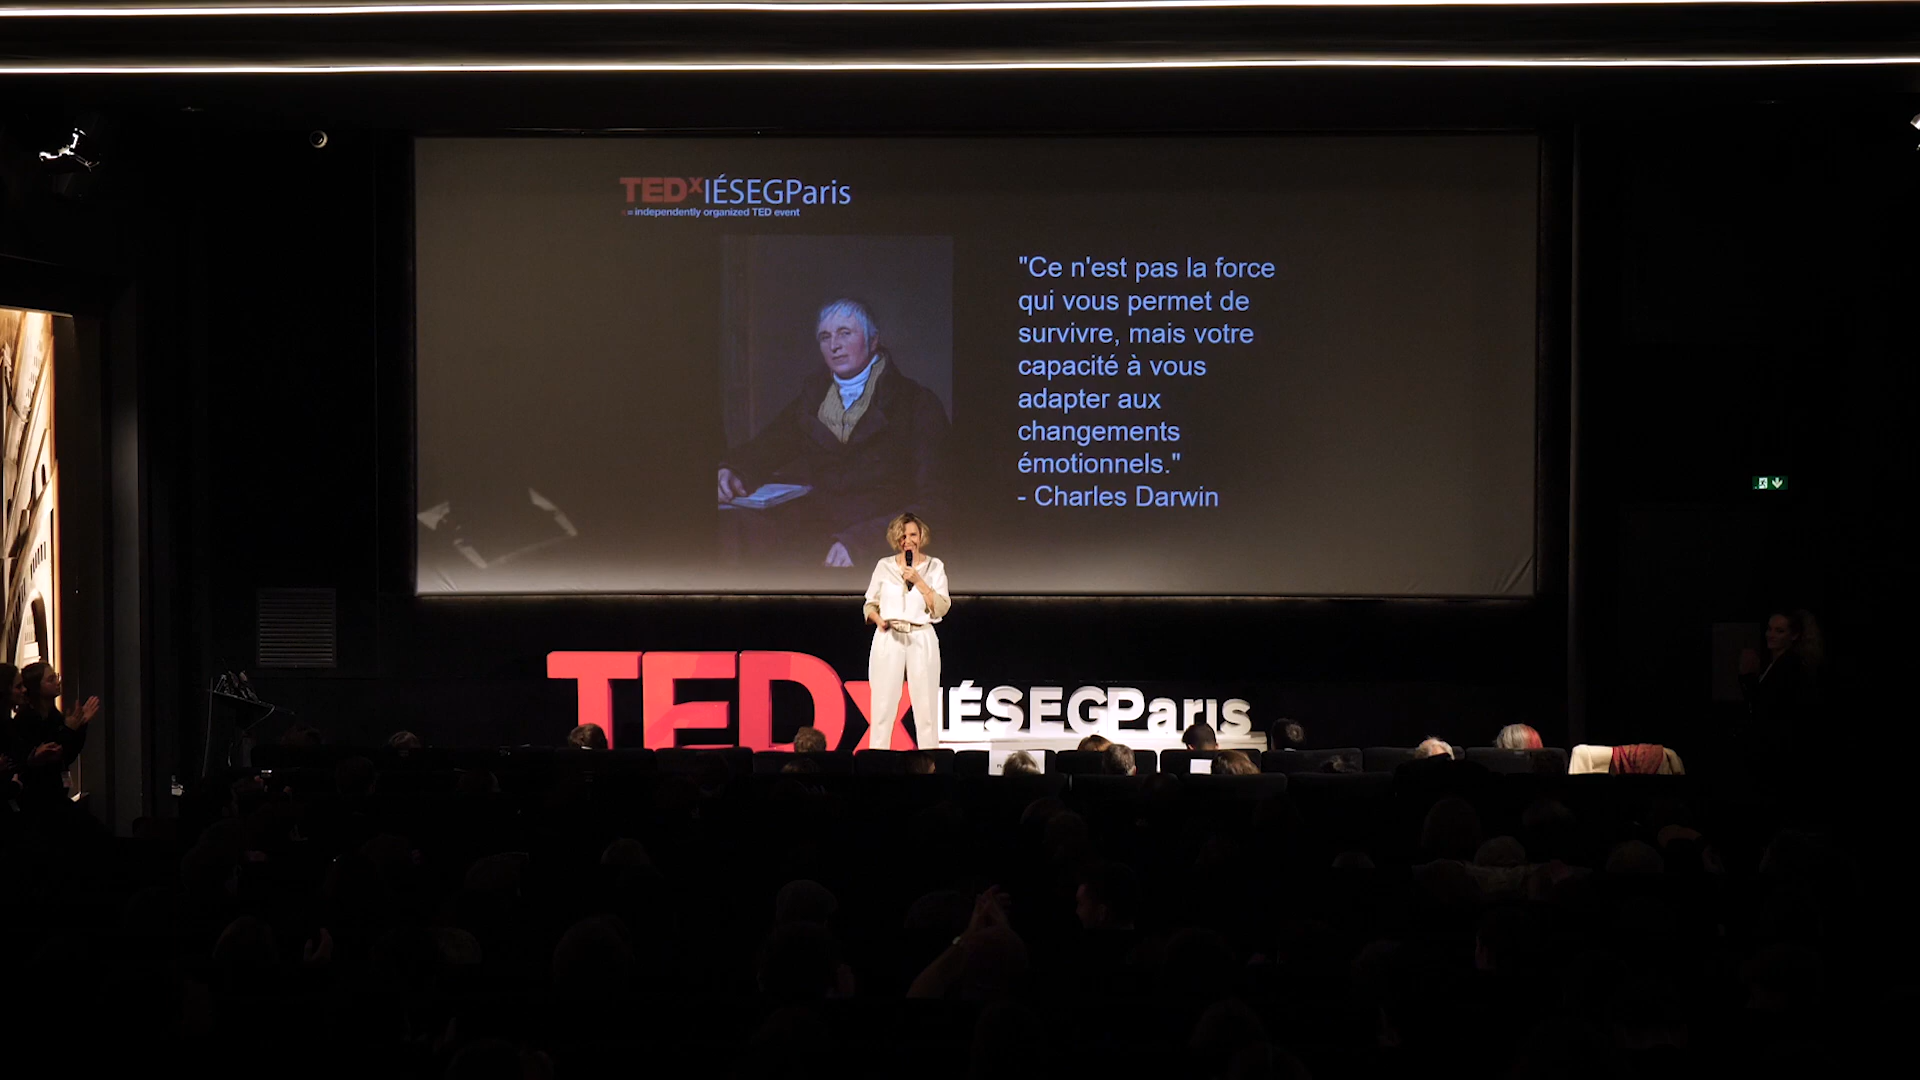 TEDxIÉSEGParis
x = independently organized TED event
"Ce n'est pas la force
qui vous permet de
survivre, mais votre
capacité à vous
adapter aux
changements
émotionnels."
- Charles Darwin
TEDxIÉSEGParis